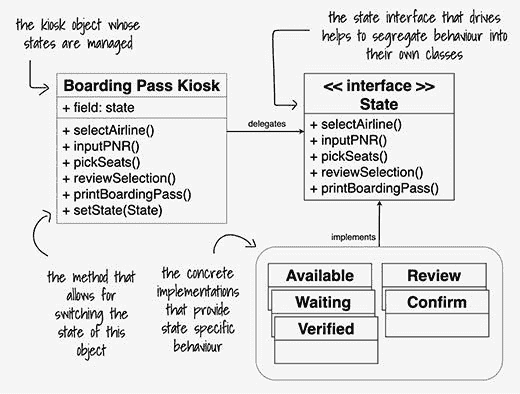 the kiosk object whose
states are managed
the state interface that drives
helps to segregate behaviour into
their own classes
Boarding Pass Kiosk
+ field: state
+ selectAirline()
+ inputPNR()
+ pickSeats()
+ reviewSelection()
+ printBoardingPass()
+ setState(State)
delegates
<< interface >>
State
+ selectAirline()
+ inputPNR()
+ pickSeats()
+ reviewSelection()
+ printBoardingPass()
implements
the method that
allows for
switching the
state of this
object
the concrete
implementations
that provide
state specific
behaviour
Available
Waiting
Verified
Review
Confirm